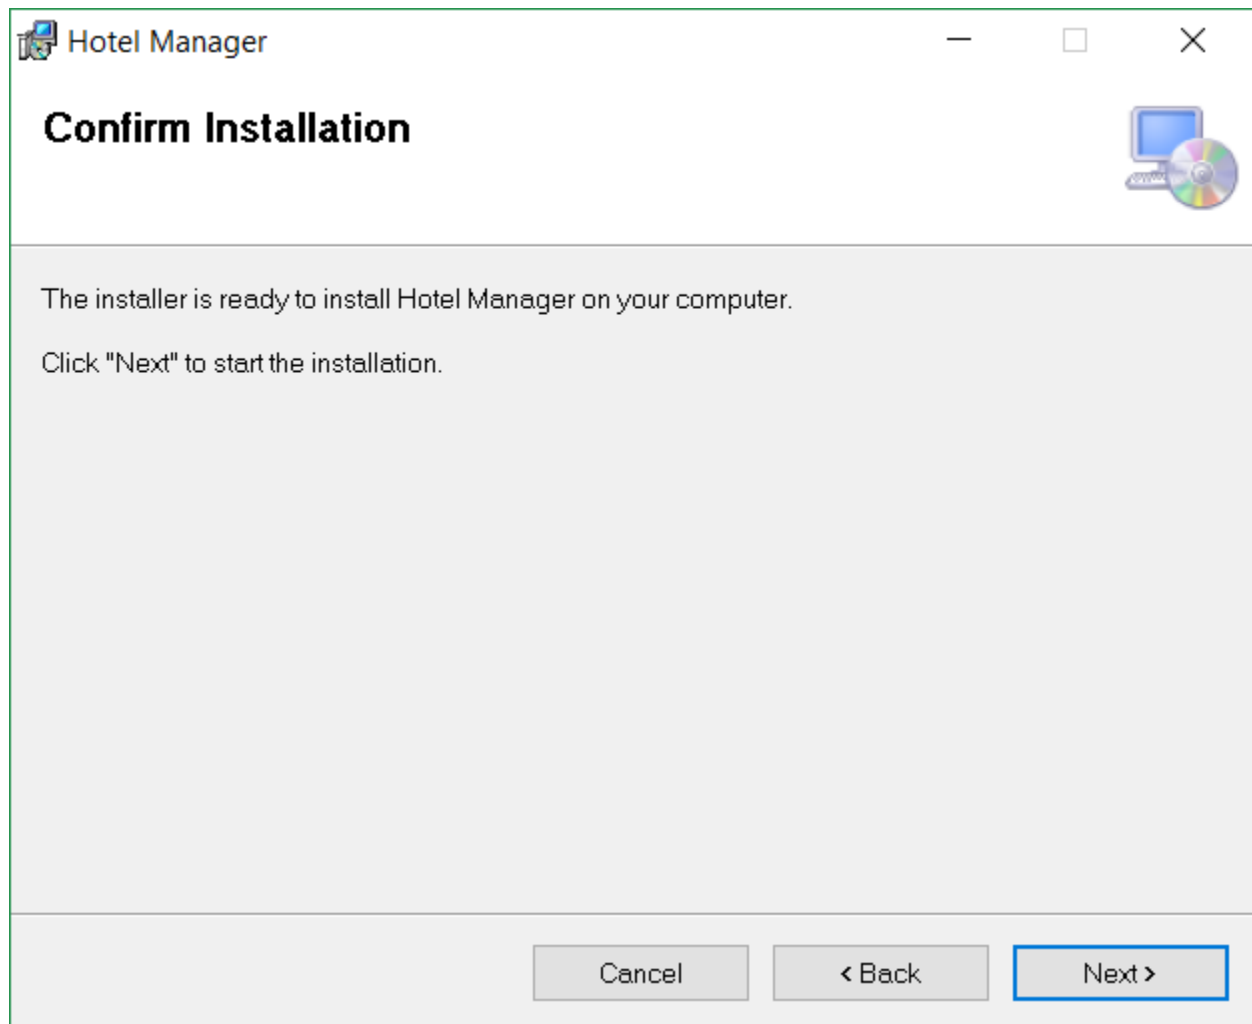 Hotel Manager
Confirm Installation
The installer is ready to install Hotel Manager on your computer.
Click "Next" to start the installation.
Cancel
< Back
Next >